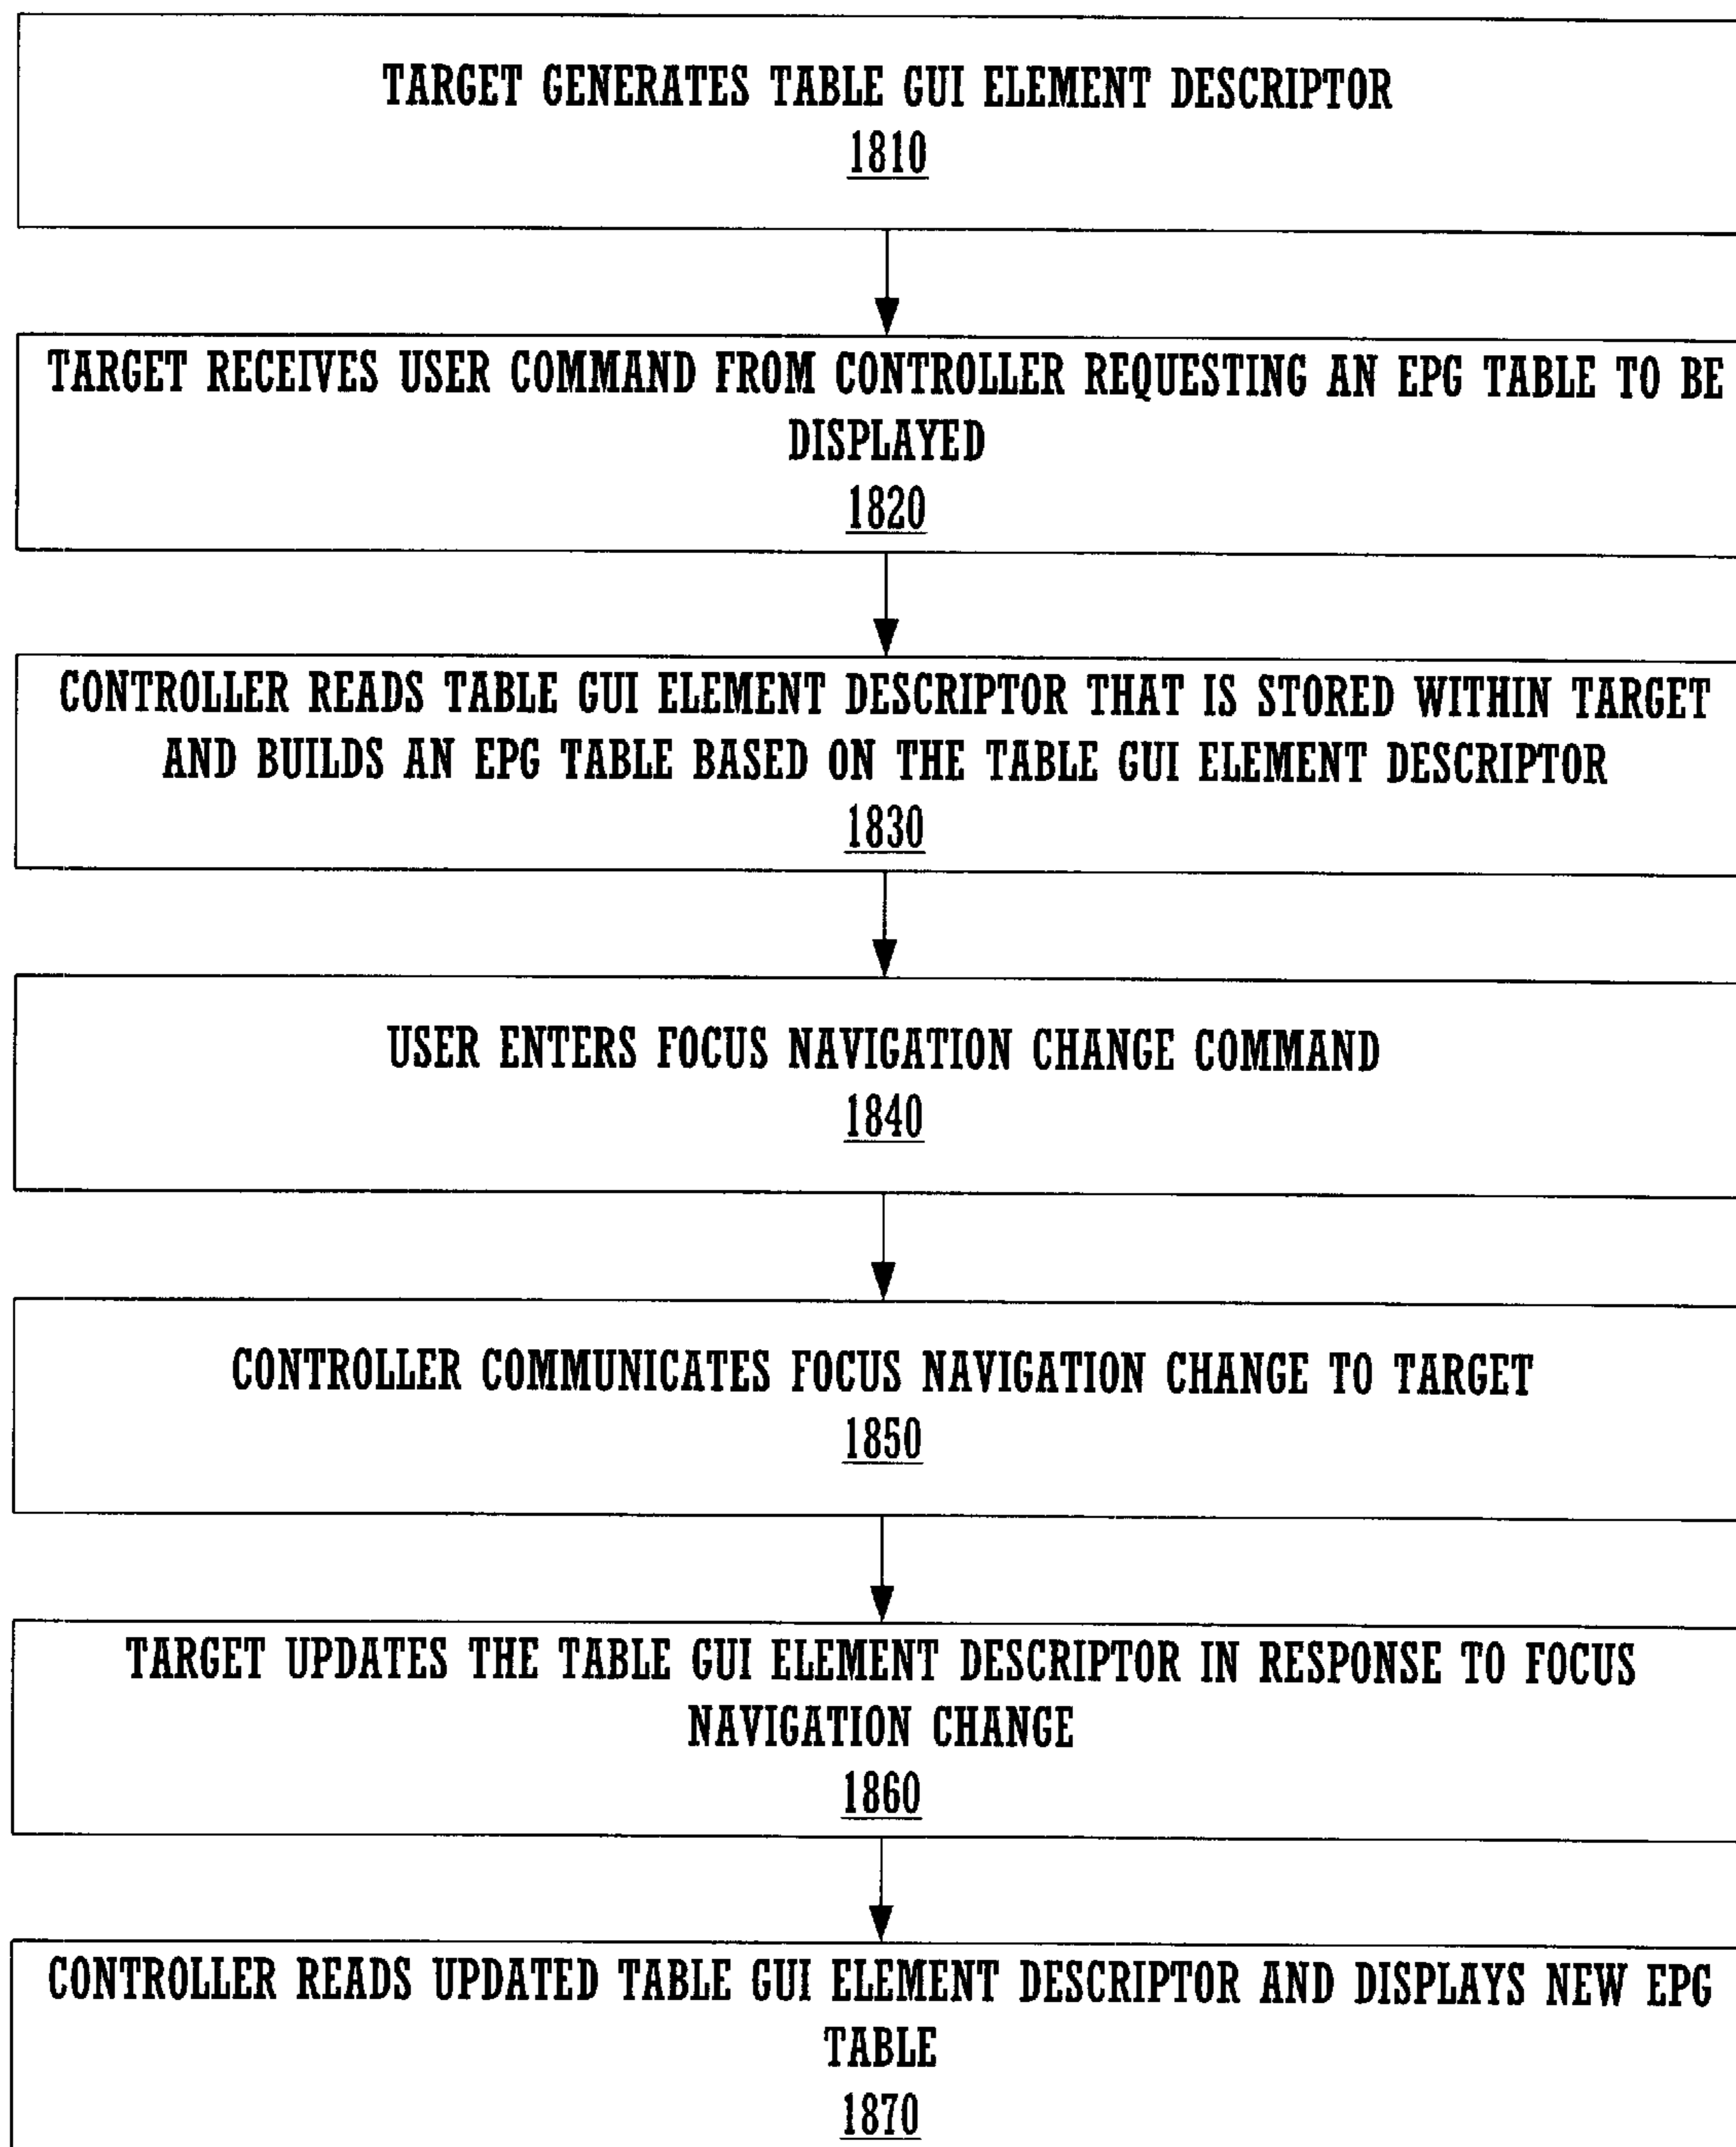 TARGET GENERATES TABLE GUI ELEMENT DESCRIPTOR
1810
TARGET RECEIVES USER COMMAND FROM CONTROLLER REQUESTING AN EPG TABLE TO BE
DISPLAYED
1820
CONTROLLER READS TABLE GUI ELEMENT DESCRIPTOR THAT IS STORED WITHIN TARGET
AND BUILDS AN EPG TABLE BASED ON THE TABLE GUI ELEMENT DESCRIPTOR
1830
USER ENTERS FOCUS NAVIGATION CHANGE COMMAND
1840
CONTROLLER COMMUNICATES FOCUS NAVIGATION CHANGE TO TARGET
1850
TARGET UPDATES THE TABLE GUI ELEMENT DESCRIPTOR IN RESPONSE TO FOCUS
NAVIGATION CHANGE
1860
CONTROLLER READS UPDATED TABLE GUI ELEMENT DESCRIPTOR AND DISPLAYS NEW EPG
TABLE
1870